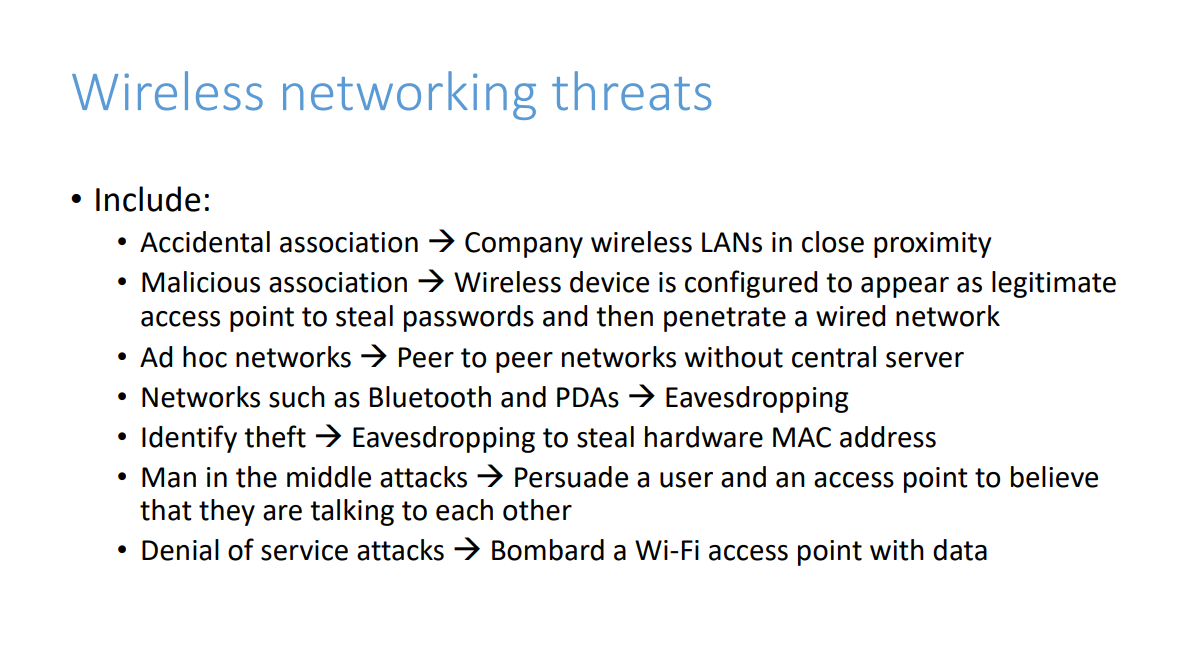 Wireless networking threats
• Include:
• Accidental association → Company wireless LANs in close proximity
• Malicious association → Wireless device is configured to appear as legitimate
access point to steal passwords and then penetrate a wired network
• Ad hoc networks → Peer to peer networks without central server
• Networks such as Bluetooth and PDAs → Eavesdropping
• Identify theft → Eavesdropping to steal hardware MAC address
• Man in the middle attacks → Persuade a user and an access point to believe
that they are talking to each other
• Denial of service attacks → Bombard a Wi-Fi access point with data